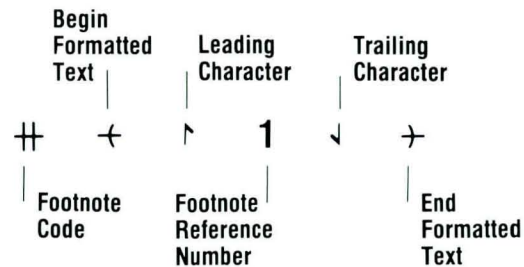 Begin
Formatted
Text
Leading
Character
Trailing
Character
⧺ ⤙ ↾ 1 ⇃ ⤚
Footnote
Code
Footnote
Reference
Number
End
Formatted
Text